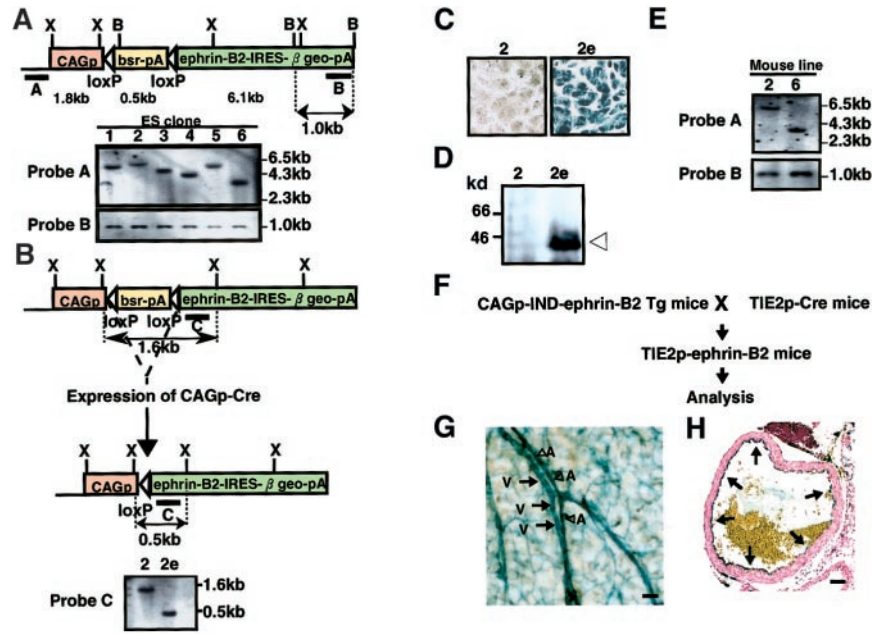 A
X X B X B X B
CAGp bsr-pA ephrin-B2-IRES- β geo-pA
loxP loxP
A B
1.8kb 0.5kb 6.1kb
1.0kb
ES clone
1 2 3 4 5 6
Probe A
6.5kb
4.3kb
2.3kb
Probe B
1.0kb
B
X X X X
CAGp bsr-pA ephrin-B2-IRES- β geo-pA
loxP loxP C
1.6kb
Expression of CAGp-Cre
X X X X
CAGp ephrin-B2-IRES- β geo-pA
loxP C
0.5kb
2 2e
Probe C
1.6kb
0.5kb
C
2 2e
D
2 2e
kd
66
46
E
Mouse line
2 6
Probe A
6.5kb
4.3kb
2.3kb
Probe B
1.0kb
F
CAGp-IND-ephrin-B2 Tg mice X TIE2p-Cre mice
TIE2p-ephrin-B2 mice
Analysis
G
A
V A
V
V A
H